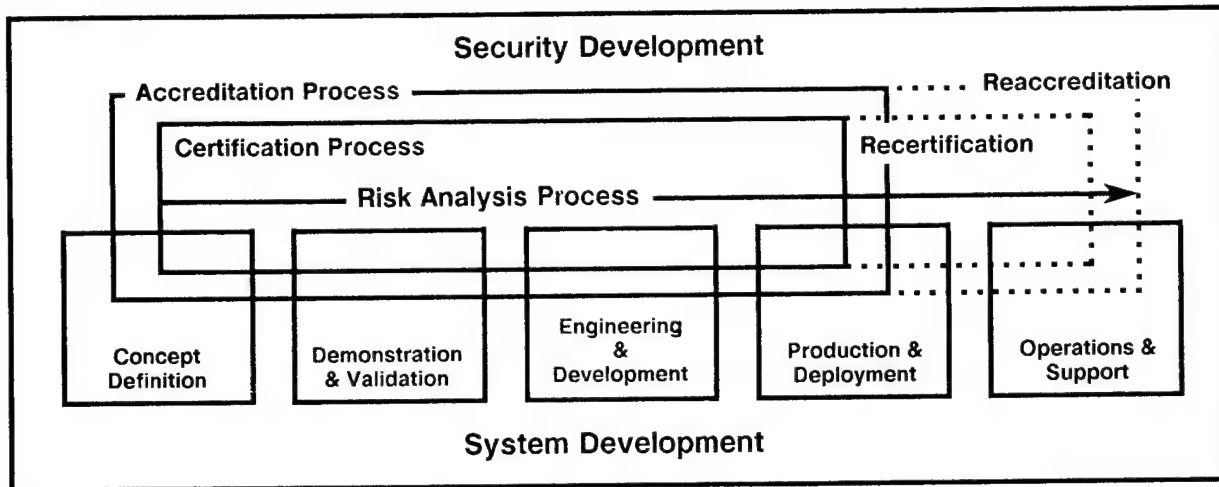 Security Development
Accreditation Process
Reaccreditation
Certification Process
Recertification
Risk Analysis Process
Concept
Definition
Demonstration
& Validation
Engineering
&
Development
Production &
Deployment
Operations &
Support
System Development